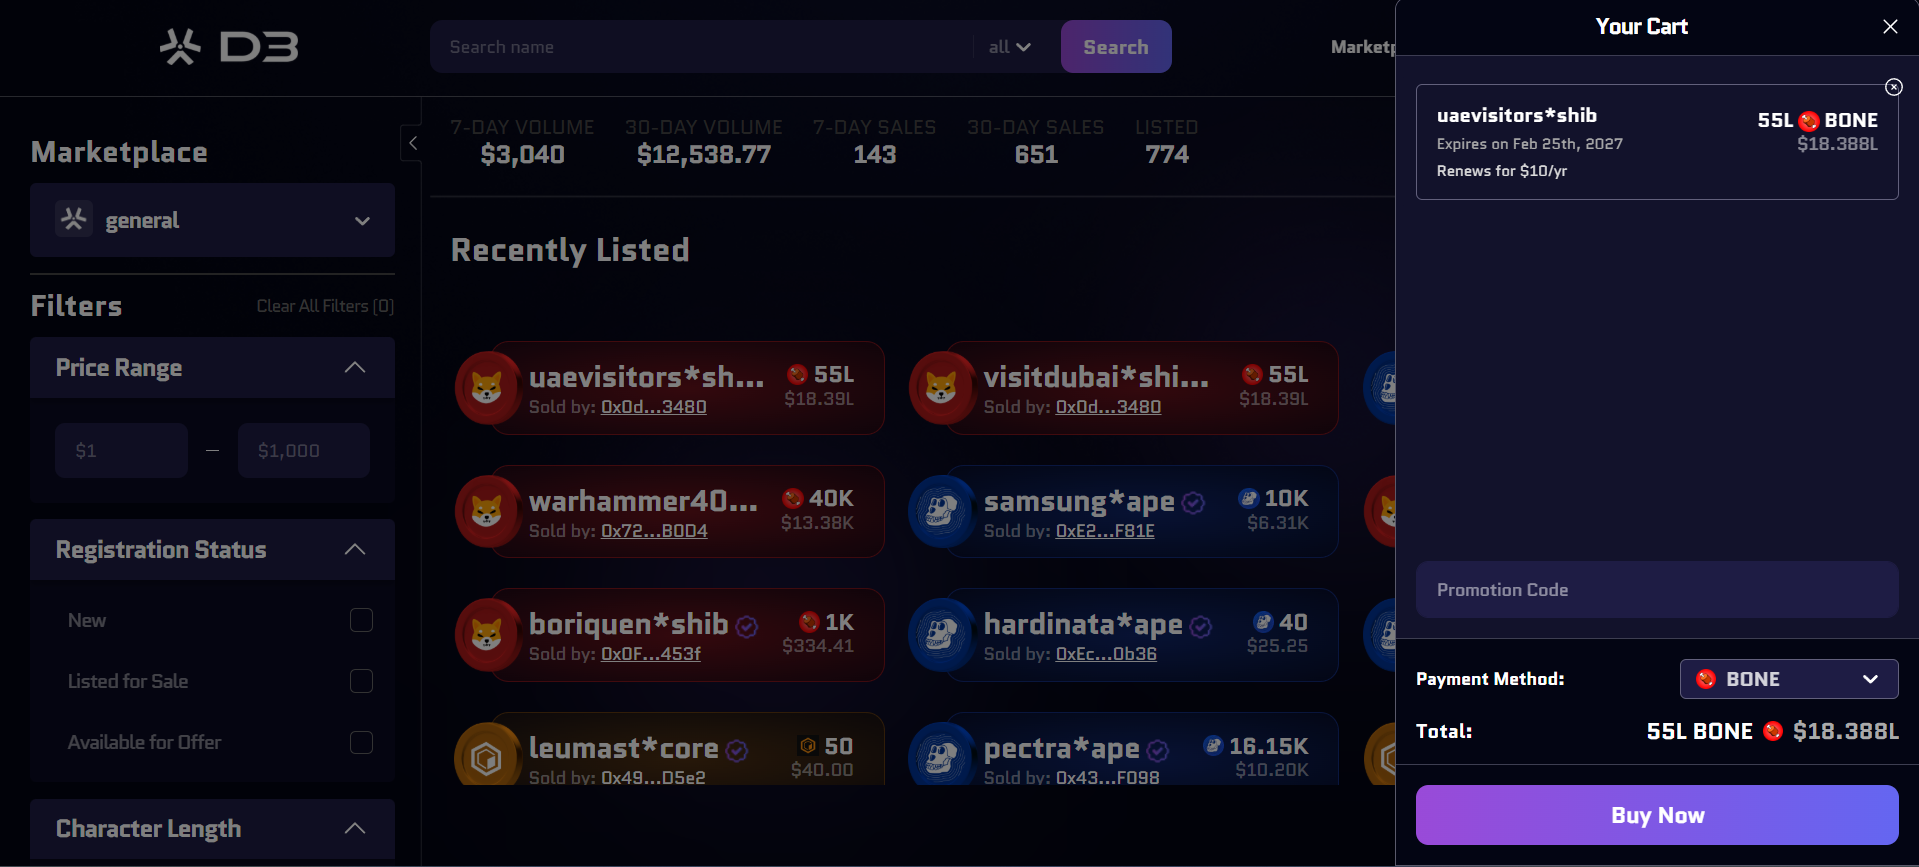 D3
Search name
all
Search
Marketp
Your Cart
Marketplace
general
Filters
Clear All Filters (0)
Price Range
$1
—
$1,000
Registration Status
New
Listed for Sale
Available for Offer
Character Length
7-DAY VOLUME
$3,040
30-DAY VOLUME
$12,538.77
7-DAY SALES
143
30-DAY SALES
651
LISTED
774
Recently Listed
uaevisitors*sh...
55L
Sold by: 0x0d...3480
$18.39L
visitdubai*shi...
55L
Sold by: 0x0d...3480
$18.39L
warhammer40...
40K
Sold by: 0x72...B0D4
$13.38K
samsung*ape
10K
Sold by: 0xE2...F81E
$6.31K
boriquen*shib
1K
Sold by: 0x0F...453f
$334.41
hardinata*ape
40
Sold by: 0xEc...0b36
$25.25
leumast*core
50
Sold by: 0x49...D5e2
$40.00
pectra*ape
16.15K
Sold by: 0x43...F098
$10.20K
uaevisitors*shib
55L BONE
Expires on Feb 25th, 2027
$18.388L
Renews for $10/yr
Promotion Code
Payment Method:
BONE
Total:
55L BONE $18.388L
Buy Now